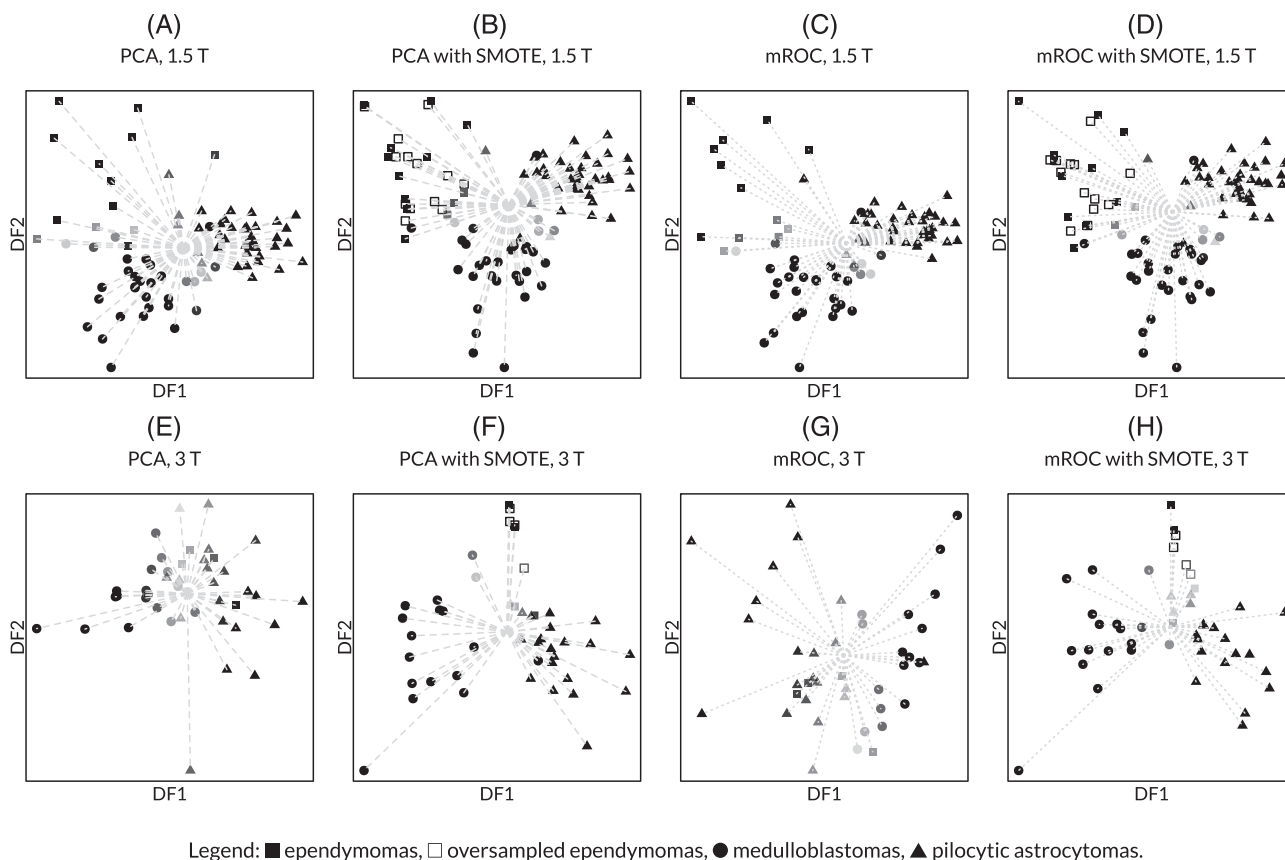 (A) (B) (C) (D)
PCA, 1.5 T PCA with SMOTE, 1.5 T mROC, 1.5 T mROC with SMOTE, 1.5 T
DF2 DF2 DF2 DF2
DF1 DF1 DF1 DF1
(E) (F) (G) (H)
PCA, 3 T PCA with SMOTE, 3 T mROC, 3 T mROC with SMOTE, 3 T
DF2 DF2 DF2 DF2
DF1 DF1 DF1 DF1
Legend: ependymomas, oversampled ependymomas, medulloblastomas, pilocytic astrocytomas.